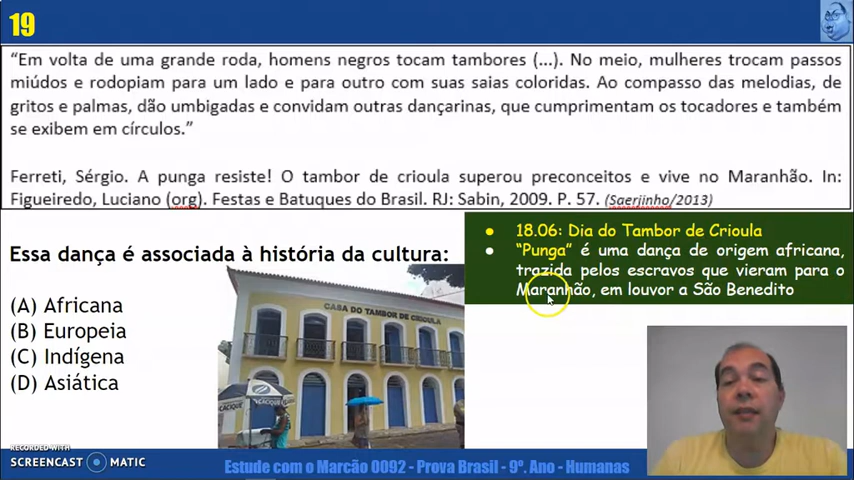 19
“Em volta de uma grande roda, homens negros tocam tambores (...). No meio, mulheres trocam passos
miúdos e rodopiam para um lado e para outro com suas saias coloridas. Ao compasso das melodias, de
gritos e palmas, dão umbigadas e convidam outras dançarinas, que cumprimentam os tocadores e também
se exibem em círculos.”
Ferreti, Sérgio. A punga resiste! O tambor de crioula superou preconceitos e vive no Maranhão. In:
Figueiredo, Luciano (org). Festas e Batuques do Brasil. RJ: Sabin, 2009. P. 57. (Saerjinho/2013)
• 18.06: Dia do Tambor de Crioula
• “Punga” é uma dança de origem africana,
trazida pelos escravos que vieram para o
Maranhão, em louvor a São Benedito
Essa dança é associada à história da cultura:
(A) Africana
(B) Europeia
(C) Indígena
(D) Asiática
CASA DO TAMBOR DE CRIOULA
CACIQUE
CACIQUE
RECORDED WITH
SCREENCAST MATIC
Estude com o Marcão 0092 - Prova Brasil - 9º. Ano - Humanas